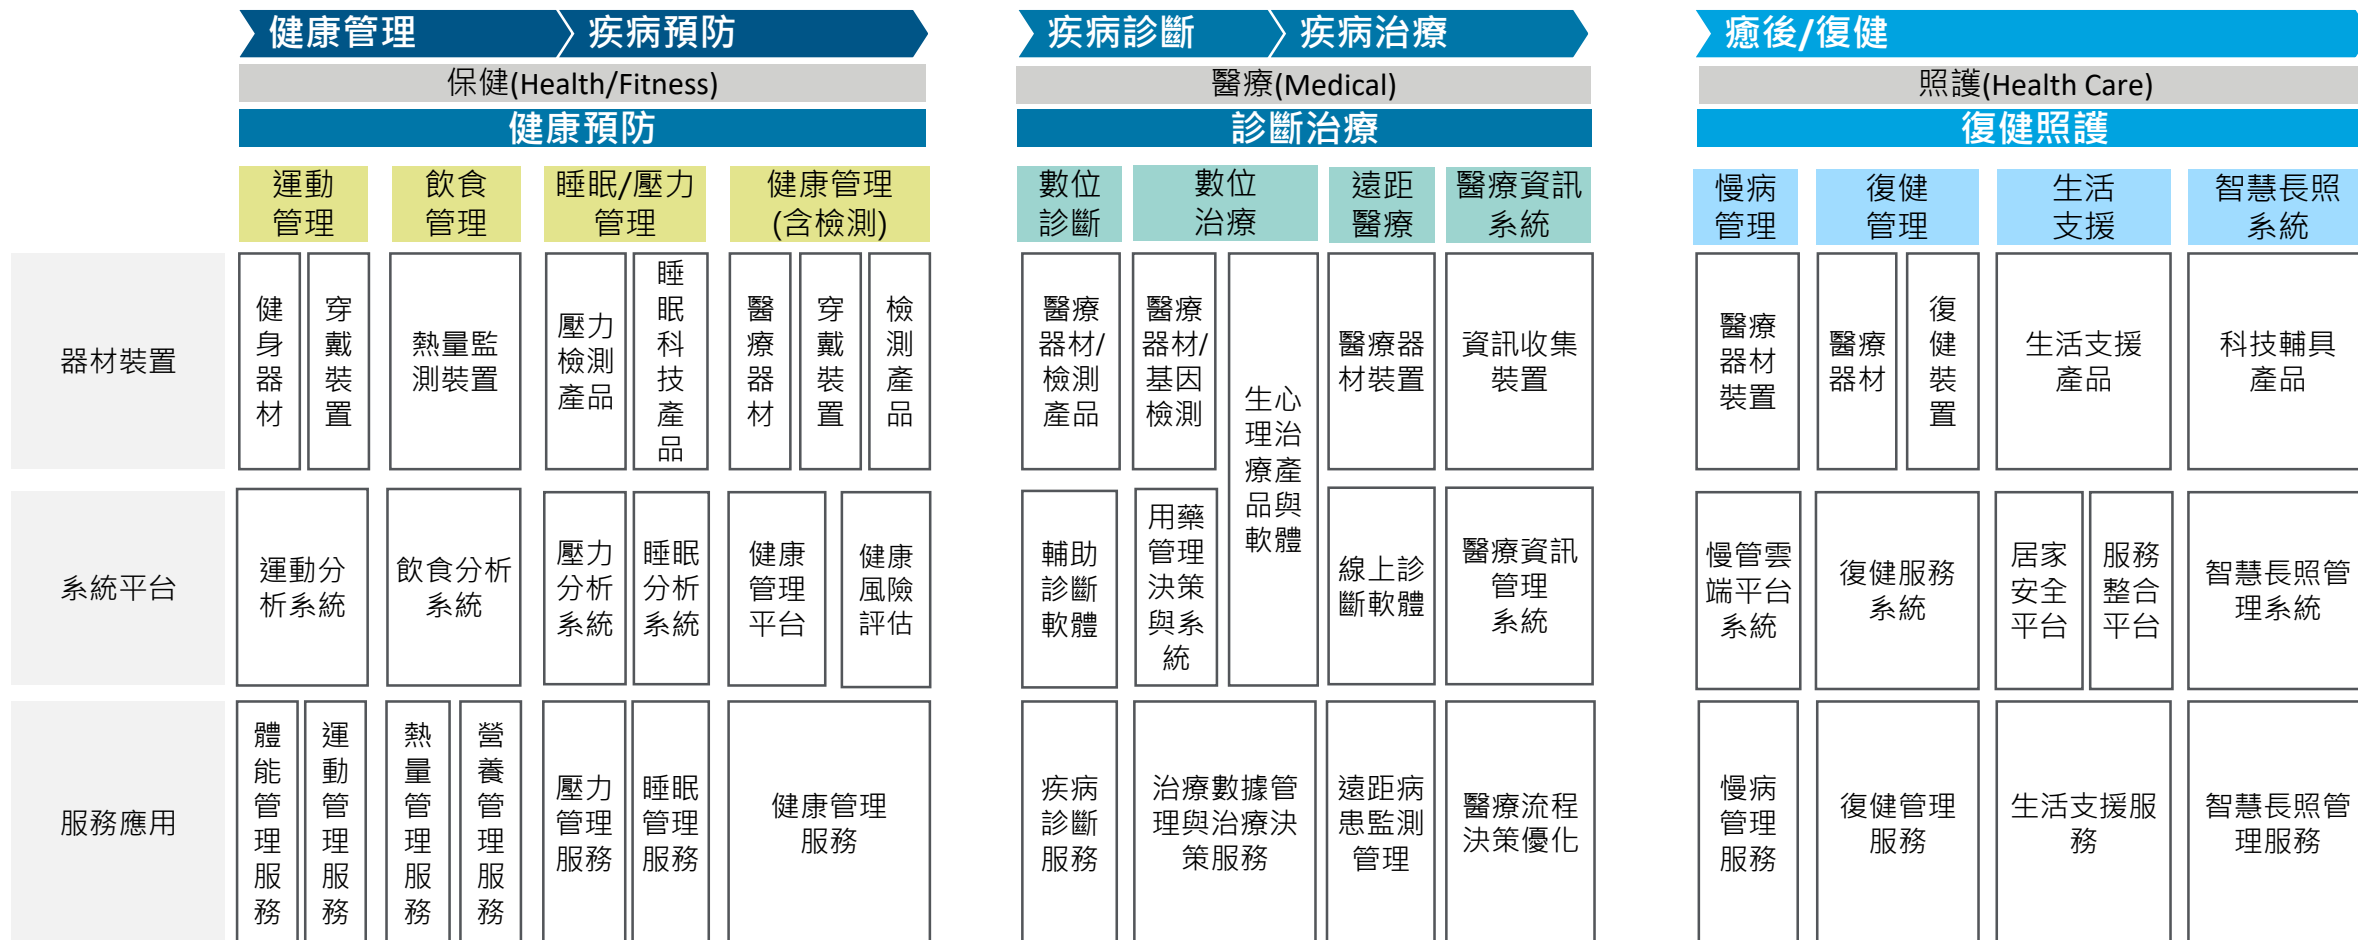 健康管理
疾病預防
疾病診斷
疾病治療
癒後/復健
保健(Health/Fitness)
醫療(Medical)
照護(Health Care)
健康預防
診斷治療
復健照護
運動
管理
飲食
管理
睡眠/壓力
管理
健康管理
(含檢測)
數位
診斷
數位
治療
遠距
醫療
醫療資訊
系統
慢病
管理
復健
管理
生活
支援
智慧長照
系統
器材裝置
健身器材
穿戴裝置
熱量監
測裝置
壓力
檢測
產品
睡眠科技產品
醫療器材
穿戴裝置
檢測產品
醫療
器材/
檢測
產品
醫療
器材/
基因
檢測
生心
理治
療產
品與
軟體
醫療器
材裝置
資訊收集
裝置
醫療
器材
裝置
醫療
器材
復健裝置
生活支援
產品
科技輔具
產品
系統平台
運動分
析系統
飲食分析
系統
壓力
分析
系統
睡眠
分析
系統
健康
管理
平台
健康
風險
評估
輔助
診斷
軟體
用藥
管理
決策
與系
統
線上診
斷軟體
醫療資訊
管理
系統
慢管雲
端平台
系統
復健服務
系統
居家
安全
平台
服務
整合
平台
智慧長照管
理系統
服務應用
體能管理服務
運動管理服務
熱量管理服務
營養管理服務
壓力
管理
服務
睡眠
管理
服務
健康管理
服務
疾病
診斷
服務
治療數據管
理與治療決
策服務
遠距病
患監測
管理
醫療流程
決策優化
慢病
管理
服務
復健管理
服務
生活支援服
務
智慧長照管
理服務